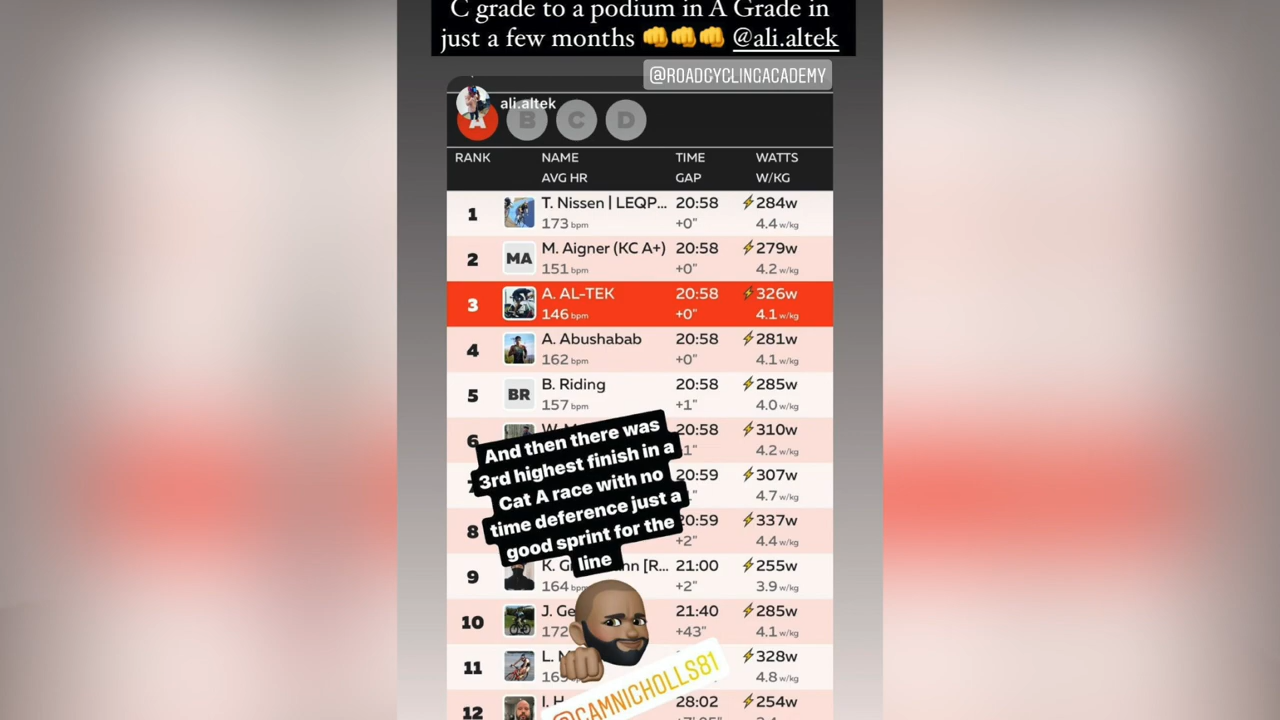 C grade to a podium in A Grade in
just a few months 👊👊👊 @ali.altek
@ROADCYCLINGACADEMY
ali.altek
A B C D
RANK NAME TIME WATTS
AVG HR GAP W/KG
1 T. Nissen | LEQP... 20:58 ⚡284w
173 bpm +0" 4.4 w/kg
2 MA M. Aigner (KC A+) 20:58 ⚡279w
151 bpm +0" 4.2 w/kg
3 A. AL-TEK 20:58 ⚡326w
146 bpm +0" 4.1 w/kg
4 A. Abushabab 20:58 ⚡281w
162 bpm +0" 4.1 w/kg
5 BR B. Riding 20:58 ⚡285w
157 bpm +1" 4.0 w/kg
6 20:58 ⚡310w
4.2 w/kg
20:59 ⚡307w
4.7 w/kg
8 20:59 ⚡337w
+2" 4.4 w/kg
And then there was
3rd highest finish in a
Cat A race with no
time deference just a
good sprint for the
line
9 K. [R... 21:00 ⚡255w
164 +2" 3.9 w/kg
10 J. 21:40 ⚡285w
172 +43" 4.1 w/kg
11 L. ⚡328w
4.8 w/kg
@CAMNICHOLLS81
12 I. 28:02 ⚡254w